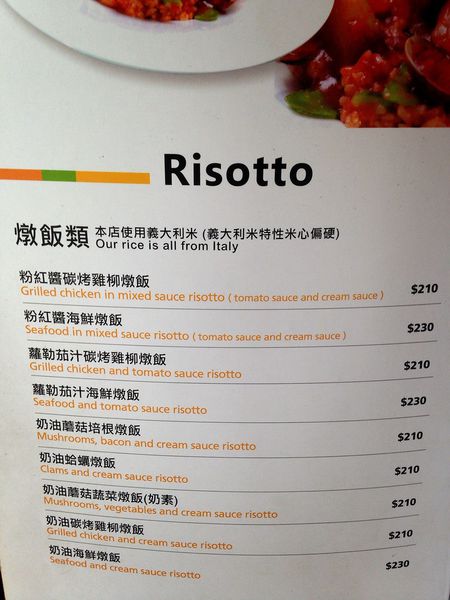 Risotto
燉飯類 本店使用義大利米 (義大利米特性米心偏硬)
Our rice is all from Italy
粉紅醬碳烤雞柳燉飯
Grilled chicken in mixed sauce risotto ( tomato sauce and cream sauce ) $210
粉紅醬海鮮燉飯
Seafood in mixed sauce risotto ( tomato sauce and cream sauce ) $230
蘿勒茄汁碳烤雞柳燉飯
Grilled chicken and tomato sauce risotto $210
蘿勒茄汁海鮮燉飯
Seafood and tomato sauce risotto $230
奶油蘑菇培根燉飯
Mushrooms, bacon and cream sauce risotto $210
奶油蛤蠣燉飯
Clams and cream sauce risotto $210
奶油蘑菇蔬菜燉飯(奶素)
Mushrooms, vegetables and cream sauce risotto $210
奶油碳烤雞柳燉飯
Grilled chicken and cream sauce risotto $210
奶油海鮮燉飯
Seafood and cream sauce risotto $230